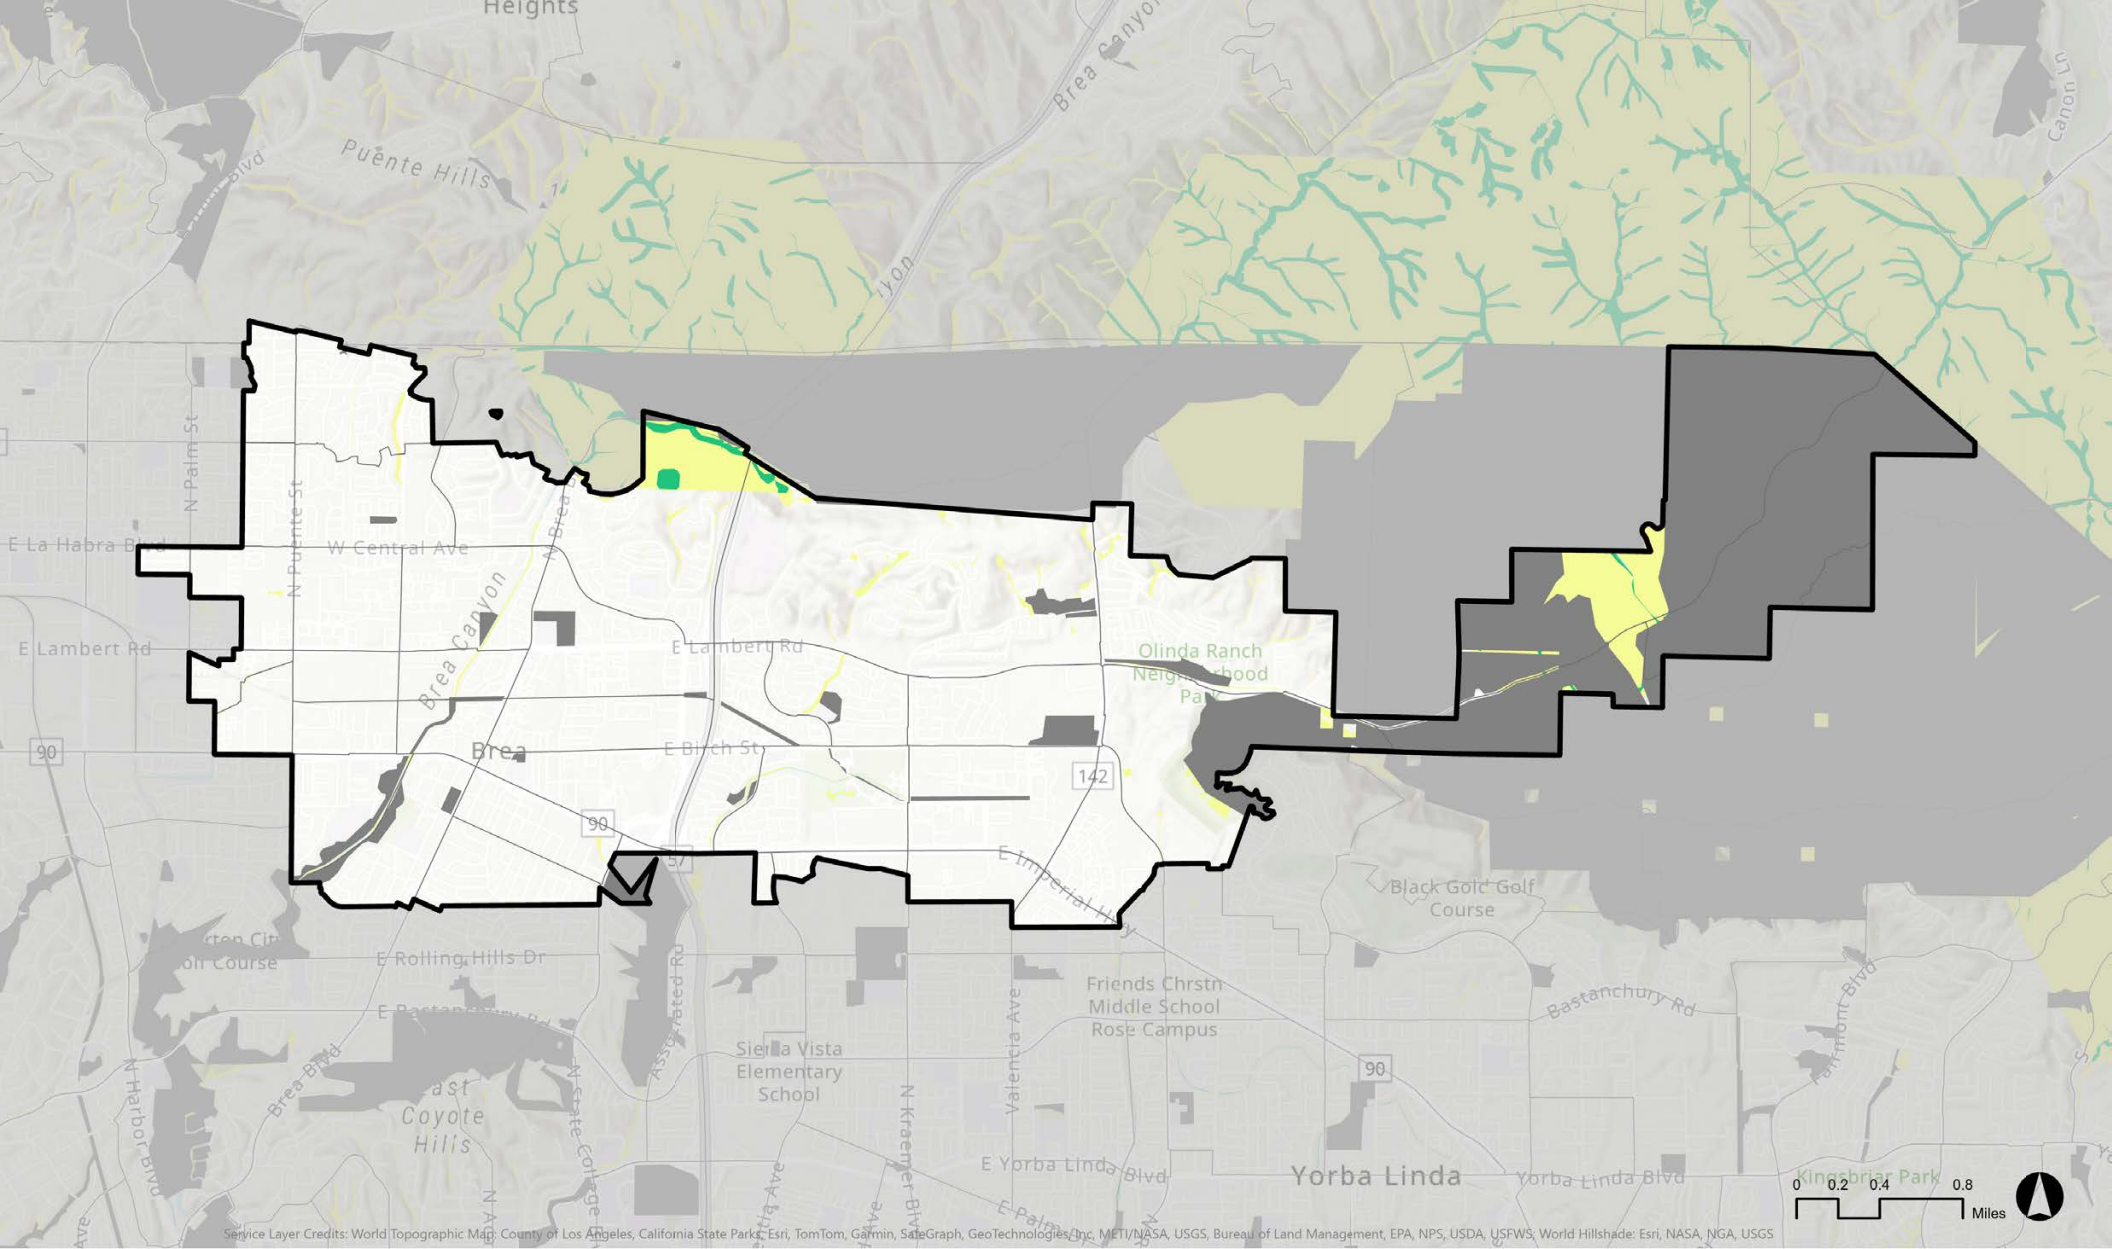 Heights
Brea Canyon
Canon Ln
Puente Hills
Blvd
N Palm St
N Puente St
E La Habra Blvd
W Central Ave
Brea Canyon
E Lambert Rd
E Lambert Rd
Olinda Ranch
Neighborhood
Park
90
Brea
E Birch St
142
90
57
E Imperial Hwy
Black Gold Golf
Course
E Rolling Hills Dr
E Bastanchury Rd
Associated Rd
Friends Chrstn
Middle School
Rose Campus
Bastanchury Rd
Fairmont Blvd
Sierra Vista
Elementary
School
Valencia Ave
90
N Harbor Blvd
Brea Blvd
East
Coyote
Hills
N State College Bl
N Kraemer Blvd
E Yorba Linda Blvd
Yorba Linda
Yorba Linda Blvd
Kingsbriar Park
0 0.2 0.4 0.8
Miles
Service Layer Credits: World Topographic Map: County of Los Angeles, California State Parks, Esri, TomTom, Garmin, SafeGraph, GeoTechnologies, Inc, METI/NASA, USGS, Bureau of Land Management, EPA, NPS, USDA, USFWS; World Hillshade: Esri, NASA, NGA, USGS